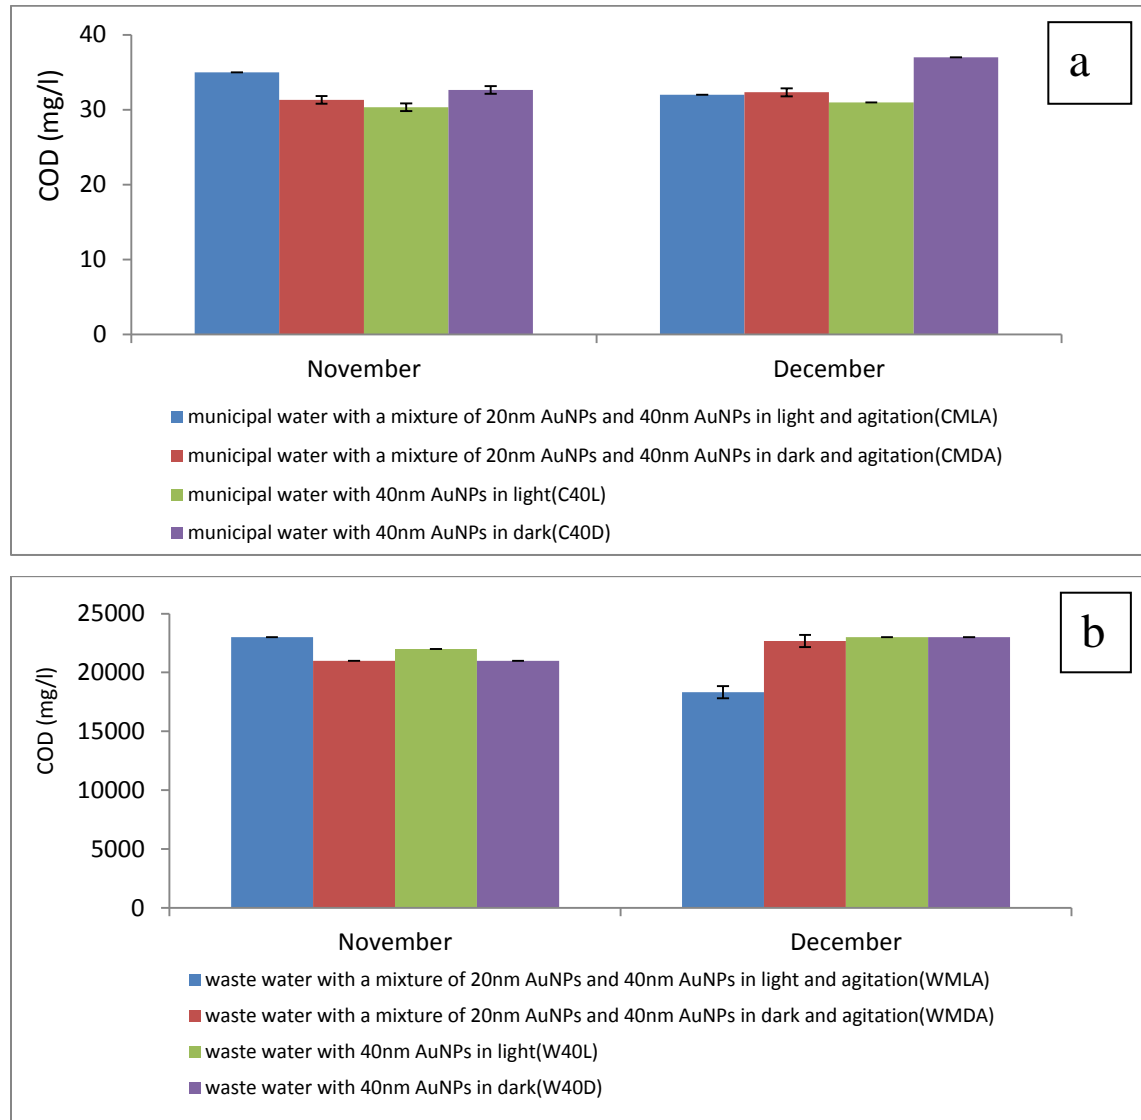 a
40
30
20
10
0
COD (mg/l)
November December
municipal water with a mixture of 20nm AuNPs and 40nm AuNPs in light and agitation(CMLA)
municipal water with a mixture of 20nm AuNPs and 40nm AuNPs in dark and agitation(CMDA)
municipal water with 40nm AuNPs in light(C40L)
municipal water with 40nm AuNPs in dark(C40D)
b
25000
20000
15000
10000
5000
0
COD (mg/l)
November December
waste water with a mixture of 20nm AuNPs and 40nm AuNPs in light and agitation(WMLA)
waste water with a mixture of 20nm AuNPs and 40nm AuNPs in dark and agitation(WMDA)
waste water with 40nm AuNPs in light(W40L)
waste water with 40nm AuNPs in dark(W40D)